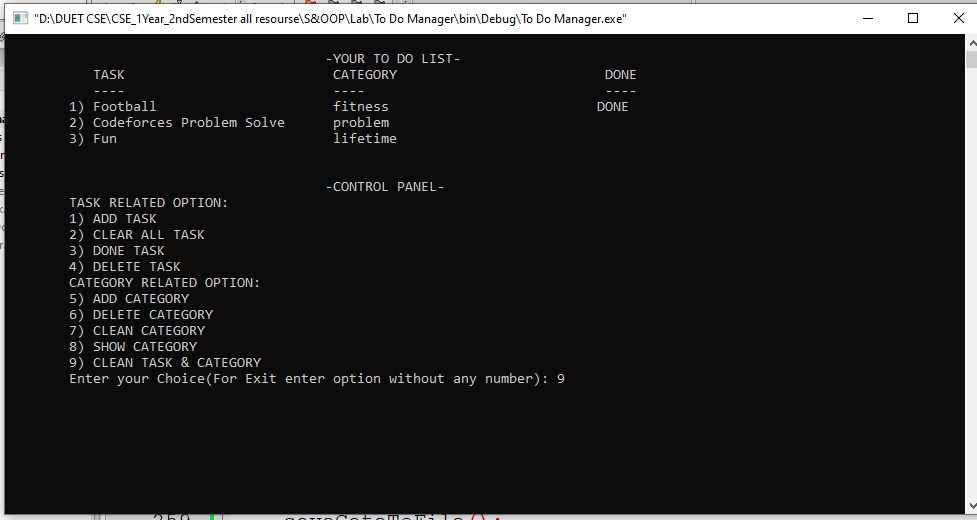 "D:\DUET CSE\CSE_1Year_2ndSemester all resourse\S&OOP\Lab\To Do Manager\bin\Debug\To Do Manager.exe"
-YOUR TO DO LIST-
TASK CATEGORY DONE
---- ---- ----
1) Football fitness DONE
2) Codeforces Problem Solve problem
3) Fun lifetime
-CONTROL PANEL-
TASK RELATED OPTION:
1) ADD TASK
2) CLEAR ALL TASK
3) DONE TASK
4) DELETE TASK
CATEGORY RELATED OPTION:
5) ADD CATEGORY
6) DELETE CATEGORY
7) CLEAN CATEGORY
8) SHOW CATEGORY
9) CLEAN TASK & CATEGORY
Enter your Choice(For Exit enter option without any number): 9